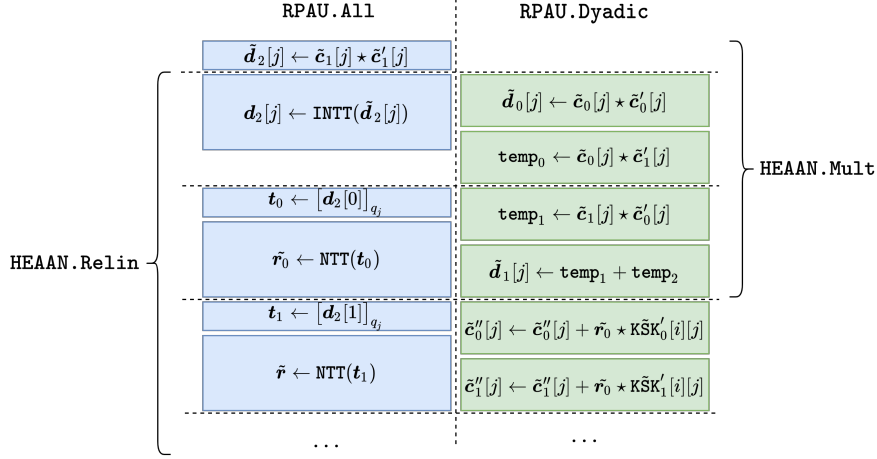 RPAU.All
RPAU.Dyadic
d̃₂[j] ← c̃₁[j] ⋆ c̃′₁[j]
d₂[j] ← INTT(d̃₂[j])
d̃₀[j] ← c̃₀[j] ⋆ c̃′₀[j]
temp₀ ← c̃₀[j] ⋆ c̃′₁[j]
HEAAN.Mult
t₀ ← [d₂[0]]_{q_j}
temp₁ ← c̃₁[j] ⋆ c̃′₀[j]
HEAAN.Relin
r̃₀ ← NTT(t₀)
d̃₁[j] ← temp₁ + temp₂
t₁ ← [d₂[1]]_{q_j}
c̃″₀[j] ← c̃″₀[j] + r̃₀ ⋆ KS̃K′₀[i][j]
r̃ ← NTT(t₁)
c̃″₁[j] ← c̃″₁[j] + r̃₀ ⋆ KS̃K′₁[i][j]
...
...